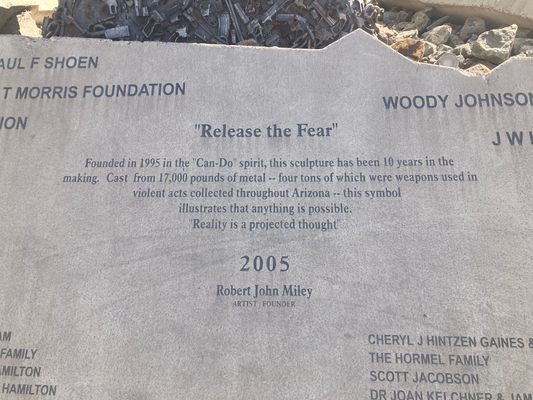 AUL F SHOEN
T MORRIS FOUNDATION
ION
WOODY JOHNSON
J W
"Release the Fear"
Founded in 1995 in the "Can-Do" spirit, this sculpture has been 10 years in the
making. Cast from 17,000 pounds of metal -- four tons of which were weapons used in
violent acts collected throughout Arizona -- this symbol
illustrates that anything is possible.
"Reality is a projected thought"
2005
Robert John Miley
ARTIST FOUNDER
AM
FAMILY
AMILTON
HAMILTON
CHERYL J HINTZEN GAINES &
THE HORMEL FAMILY
SCOTT JACOBSON
DR JOAN KELCHNER & JAM